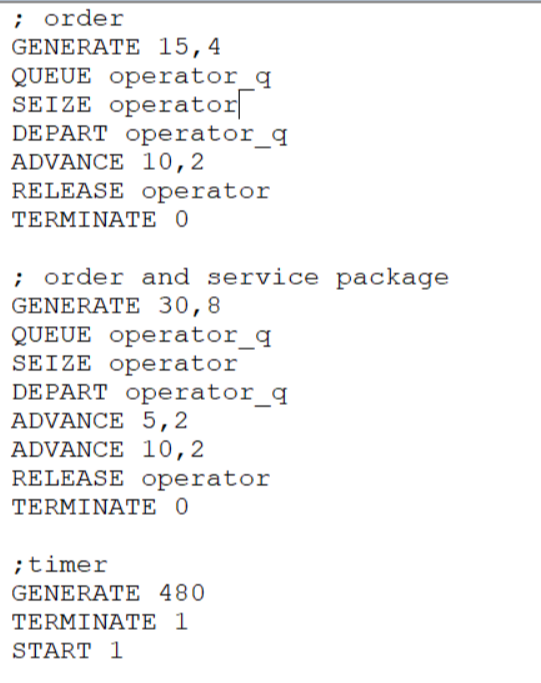 ; order
GENERATE 15,4
QUEUE operator_q
SEIZE operator
DEPART operator_q
ADVANCE 10,2
RELEASE operator
TERMINATE 0

; order and service package
GENERATE 30,8
QUEUE operator_q
SEIZE operator
DEPART operator_q
ADVANCE 5,2
ADVANCE 10,2
RELEASE operator
TERMINATE 0

;timer
GENERATE 480
TERMINATE 1
START 1